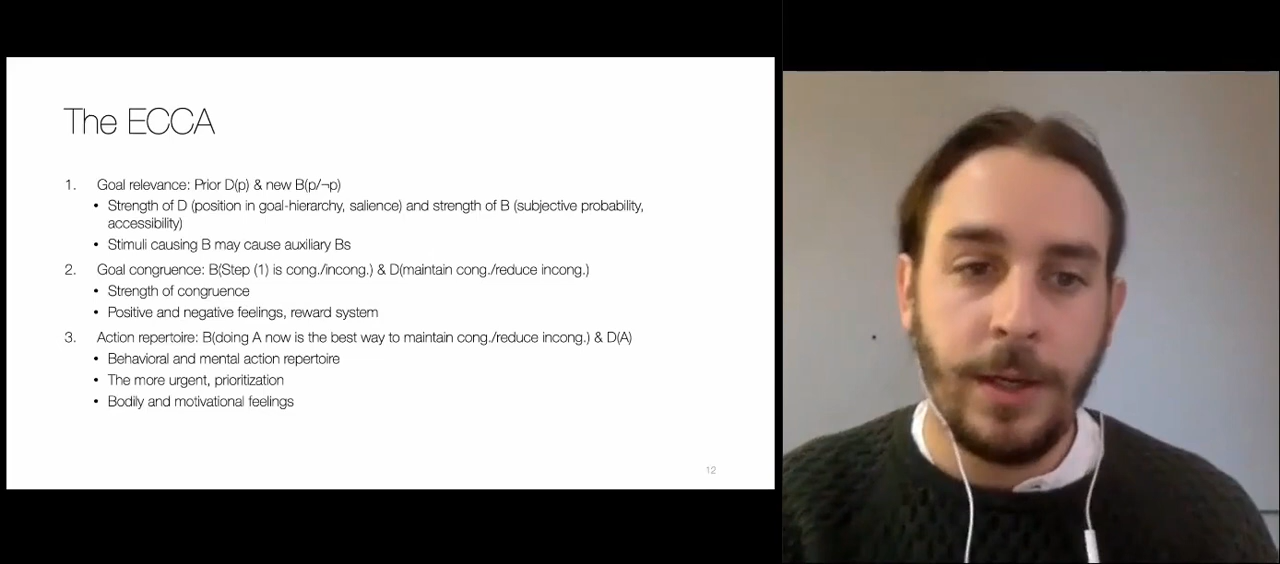 The ECCA
1. Goal relevance: Prior D(p) & new B(p/¬p)
• Strength of D (position in goal-hierarchy, salience) and strength of B (subjective probability,
accessibility)
• Stimuli causing B may cause auxiliary Bs
2. Goal congruence: B(Step (1) is cong./incong.) & D(maintain cong./reduce incong.)
• Strength of congruence
• Positive and negative feelings, reward system
3. Action repertoire: B(doing A now is the best way to maintain cong./reduce incong.) & D(A)
• Behavioral and mental action repertoire
• The more urgent, prioritization
• Bodily and motivational feelings
12